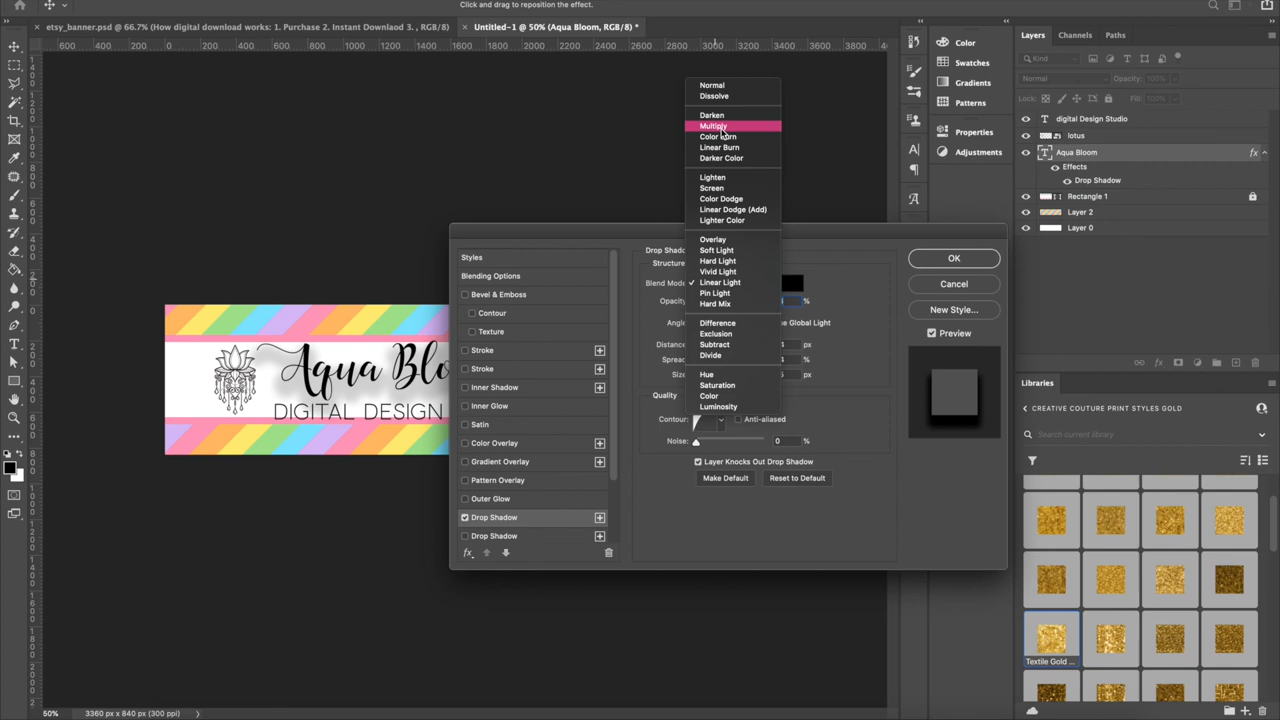 Click and drag to reposition the effect.
etsy_banner.psd @ 66.7% (How digital download works: 1. Purchase 2. Instant Downlaod 3. , RGB/8)
Untitled-1 @ 50% (Aqua Bloom, RGB/8) *
600 400 200 0 200 400 600 800 1000 1200 1400 1600 1800 2000 2200 2400 2600 2800 3000 3200 3400 3600 3800
Normal
Dissolve
Darken
Multiply
Color Burn
Linear Burn
Darker Color
Lighten
Screen
Color Dodge
Linear Dodge (Add)
Lighter Color
Overlay
Soft Light
Hard Light
Vivid Light
Linear Light
Pin Light
Hard Mix
Difference
Exclusion
Subtract
Divide
Hue
Saturation
Color
Luminosity
Aqua Blo
DIGITAL DESIGN
Styles
Blending Options
Bevel & Emboss
Contour
Texture
Stroke
Stroke
Inner Shadow
Inner Glow
Satin
Color Overlay
Gradient Overlay
Pattern Overlay
Outer Glow
Drop Shadow
Drop Shadow
fx
Drop Shado
Structure
Blend Mode
Opacity
%
Angle
e Global Light
Distance
px
Spread
%
Size
px
Quality
Contour:
Anti-aliased
Noise:
0 %
Layer Knocks Out Drop Shadow
Make Default
Reset to Default
OK
Cancel
New Style...
Preview
Color
Swatches
Gradients
Patterns
Properties
Adjustments
Layers Channels Paths
Kind
Normal
Opacity: 100%
Lock:
Fill: 100%
digital Design Studio
lotus
Aqua Bloom
fx
Effects
Drop Shadow
Rectangle 1
Layer 2
Layer 0
Libraries
CREATIVE COUTURE PRINT STYLES GOLD
Search current library
Textile Gold ...
50%
3360 px x 840 px (300 ppi)